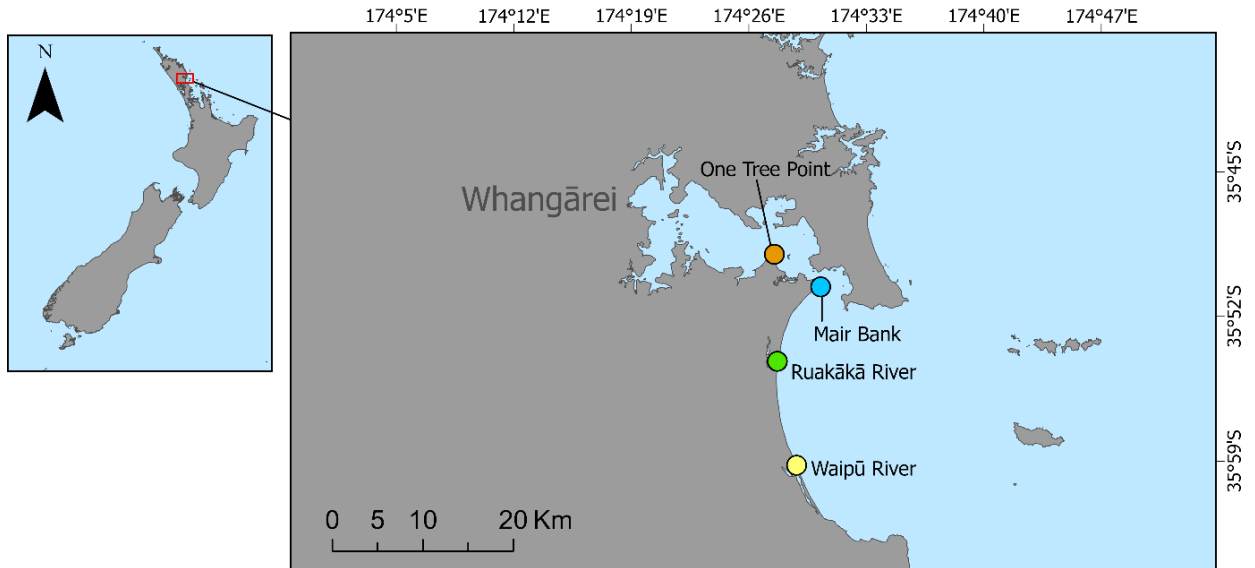 174°5'E 174°12'E 174°19'E 174°26'E 174°33'E 174°40'E 174°47'E
N
35°45'S
One Tree Point
Whangārei
35°52'S
Mair Bank
Ruakākā River
35°59'S
Waipū River
0 5 10 20 Km